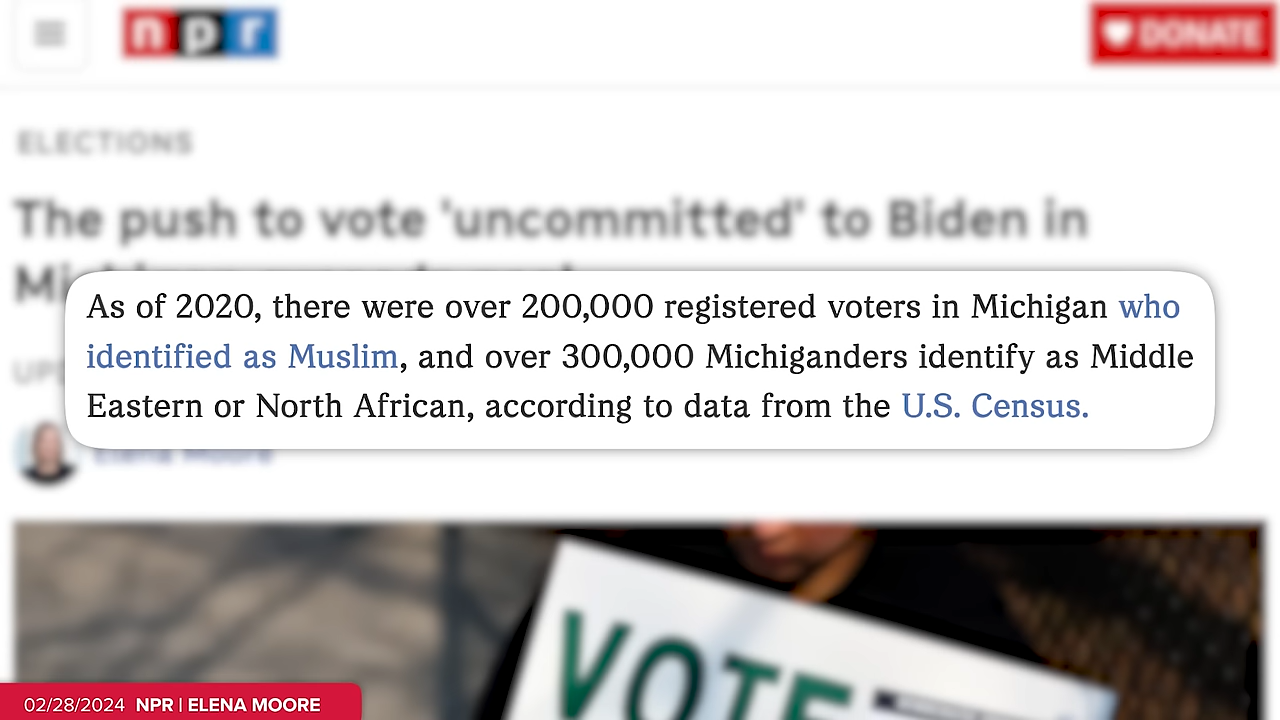 npr
DONATE
ELECTIONS
The push to vote 'uncommitted' to Biden in
As of 2020, there were over 200,000 registered voters in Michigan who
identified as Muslim, and over 300,000 Michiganders identify as Middle
Eastern or North African, according to data from the U.S. Census.
Elena Moore
VOTE
02/28/2024 NPR | ELENA MOORE